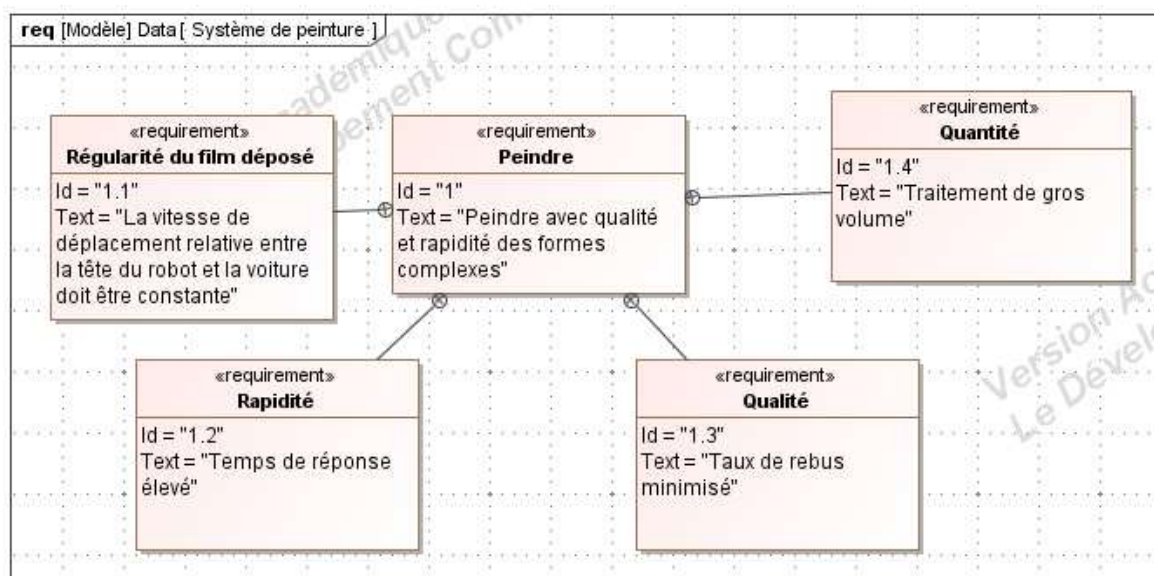 req [Modèle] Data [ Système de peinture ]
«requirement»
Régularité du film déposé
Id = "1.1"
Text = "La vitesse de
déplacement relative entre
la tête du robot et la voiture
doit être constante"
«requirement»
Peindre
Id = "1"
Text = "Peindre avec qualité
et rapidité des formes
complexes"
«requirement»
Quantité
Id = "1.4"
Text = "Traitement de gros
volume"
«requirement»
Rapidité
Id = "1.2"
Text = "Temps de réponse
élevé"
«requirement»
Qualité
Id = "1.3"
Text = "Taux de rebus
minimisé"
Version
Le